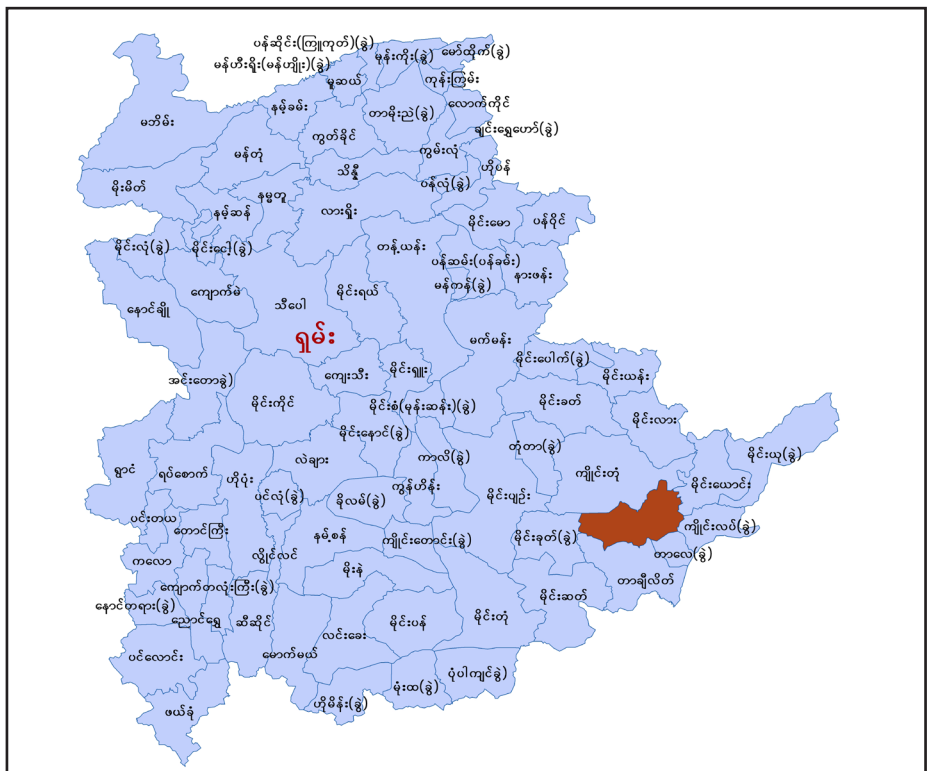 ပန်ဆိုင်း(ကြူကုတ်)(ခွဲ)
မုန်းကိုး(ခွဲ)
မော်ထိုက်(ခွဲ)
မန်ဟီးရိုး(မန်ဟျိုး)(ခွဲ)
မူဆယ်
ကုန်းကြမ်း
နမ့်ခမ်း
တာမိုးညဲ(ခွဲ)
လောက်ကိုင်
မဘိမ်း
ကွတ်ခိုင်
ချင်းရွှေဟော်(ခွဲ)
မန်တုံ
ကွမ်းလုံ
သိန္နီ
ဟိုပန်
မိုးမိတ်
ပန်လုံ(ခွဲ)
နမ္မတူ
နမ့်ဆန်
လားရှိုး
မိုင်းမော
ပန်ဝိုင်
မိုင်းလုံ(ခွဲ)
မိုင်းငေါ့(ခွဲ)
တန့်ယန်း
ပန်ဆမ်း(ပန်ခမ်း)
နားဖန်း
ကျောက်မဲ
မိုင်းရယ်
မန်ကန်(ခွဲ)
နောင်ချို
သီပေါ
ရှမ်း
မက်မန်း
မိုင်းပေါက်(ခွဲ)
အင်းတောခွဲ)
ကျေးသီး
မိုင်းရှူး
မိုင်းယန်း
မိုင်းကိုင်
မိုင်းစံ(မုန်းဆန်း)(ခွဲ)
မိုင်းခတ်
မိုင်းလား
မိုင်းနောင်(ခွဲ)
တုံတာ(ခွဲ)
မိုင်းယု(ခွဲ)
ရွာငံ
ရပ်စောက်
ဟိုပုံး
လဲချား
ကာလိ(ခွဲ)
ကျိုင်းတုံ
မိုင်းယောင်း
ပင်လုံ(ခွဲ)
ခိုလမ်(ခွဲ)
ကွန်ဟိန်း
မိုင်းပျဉ်း
ပင်းတယ
တောင်ကြီး
နမ့်စန်
ကျိုင်းတောင်း(ခွဲ)
မိုင်းခုတ်(ခွဲ)
ကျိုင်းလပ်(ခွဲ)
ကလော
လွိုင်လင်
မိုးနဲ
တာလေ(ခွဲ)
ကျောက်တလုံးကြီး(ခွဲ)
တာချီလိတ်
နောင်တရား(ခွဲ)
ညောင်ရွှေ
ဆီဆိုင်
လင်းခေး
မိုင်းပန်
မိုင်းတုံ
မိုင်းဆတ်
ပင်လောင်း
မောက်မယ်
ပုံပါကျင်ခွဲ)
ဖယ်ခုံ
ဟိုမိန်း(ခွဲ)
မုံးထ(ခွဲ)